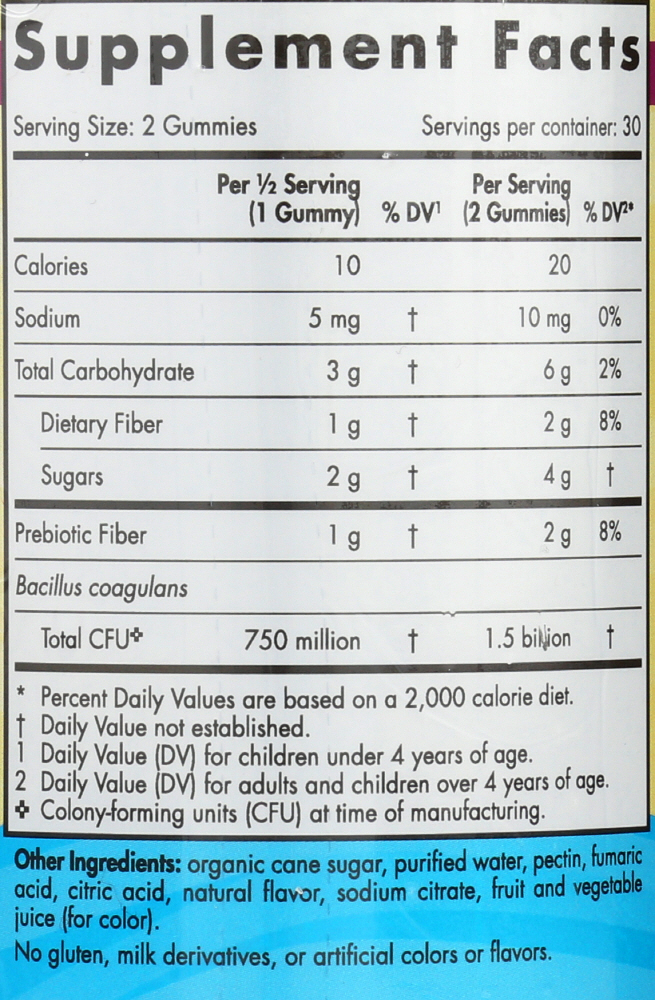 Supplement Facts
Serving Size: 2 Gummies Servings per container: 30
Per ½ Serving Per Serving
(1 Gummy) % DV¹ (2 Gummies) % DV²*
Calories 10 20
Sodium 5 mg † 10 mg 0%
Total Carbohydrate 3 g † 6 g 2%
Dietary Fiber 1 g † 2 g 8%
Sugars 2 g † 4 g †
Prebiotic Fiber 1 g † 2 g 8%
Bacillus coagulans
Total CFU✤ 750 million † 1.5 billion †
* Percent Daily Values are based on a 2,000 calorie diet.
† Daily Value not established.
1 Daily Value (DV) for children under 4 years of age.
2 Daily Value (DV) for adults and children over 4 years of age.
✤ Colony-forming units (CFU) at time of manufacturing.
Other Ingredients: organic cane sugar, purified water, pectin, fumaric
acid, citric acid, natural flavor, sodium citrate, fruit and vegetable
juice (for color).
No gluten, milk derivatives, or artificial colors or flavors.